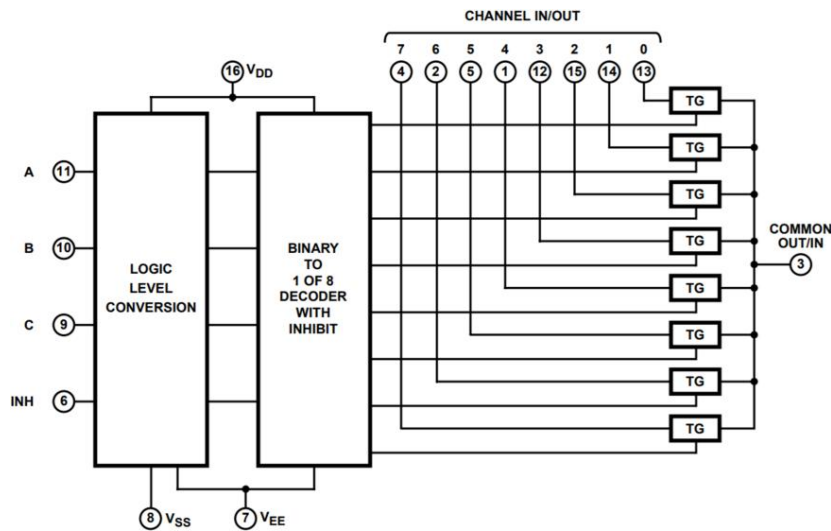 CHANNEL IN/OUT
7 6 5 4 3 2 1 0
4 2 5 1 12 15 14 13
16 VDD
TG
TG
A 11
TG
B 10
TG
COMMON
OUT/IN
3
LOGIC
LEVEL
CONVERSION
BINARY
TO
1 OF 8
DECODER
WITH
INHIBIT
TG
C 9
TG
TG
INH 6
TG
8 VSS
7 VEE